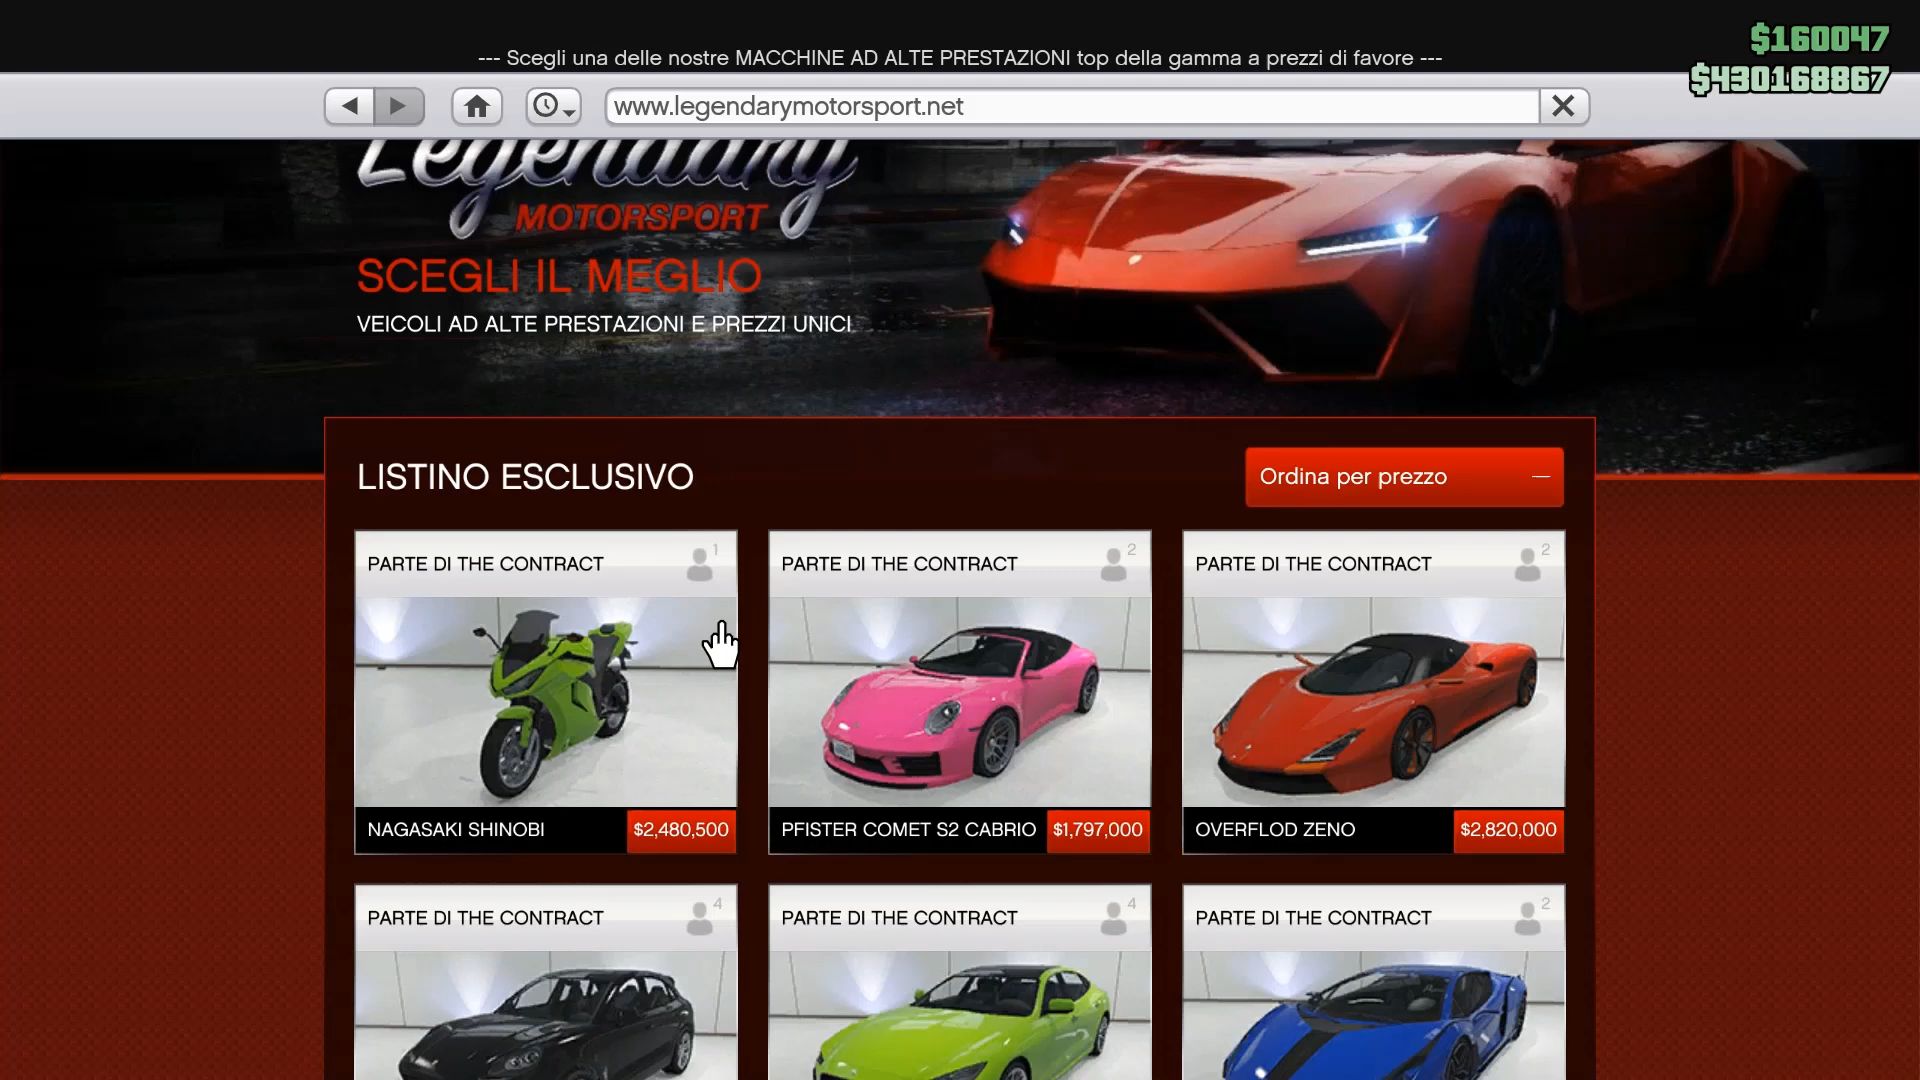 $160047
--- Scegli una delle nostre MACCHINE AD ALTE PRESTAZIONI top della gamma a prezzi di favore ---
$430168867
www.legendarymotorsport.net
Legendary
MOTORSPORT
SCEGLI IL MEGLIO
VEICOLI AD ALTE PRESTAZIONI E PREZZI UNICI
LISTINO ESCLUSIVO
Ordina per prezzo
PARTE DI THE CONTRACT 1
PARTE DI THE CONTRACT 2
PARTE DI THE CONTRACT 2
NAGASAKI SHINOBI $2,480,500
PFISTER COMET S2 CABRIO $1,797,000
OVERFLOD ZENO $2,820,000
PARTE DI THE CONTRACT 4
PARTE DI THE CONTRACT 4
PARTE DI THE CONTRACT 2